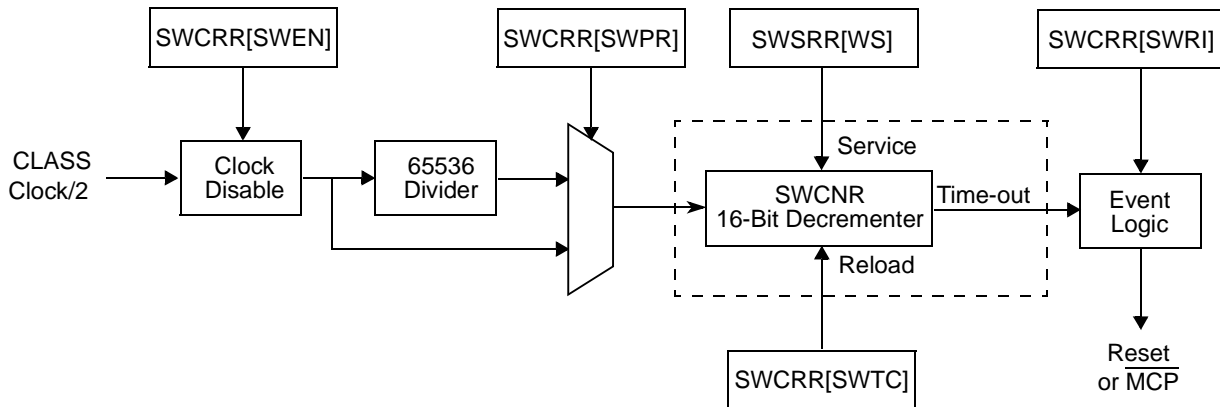 SWCRR[SWEN]
SWCRR[SWPR]
SWSRR[WS]
SWCRR[SWRI]
CLASS
Clock/2
Clock
Disable
65536
Divider
Service
SWCNR
16-Bit Decrementer
Time-out
Event
Logic
Reload
SWCRR[SWTC]
Reset
or M̅C̅P̅